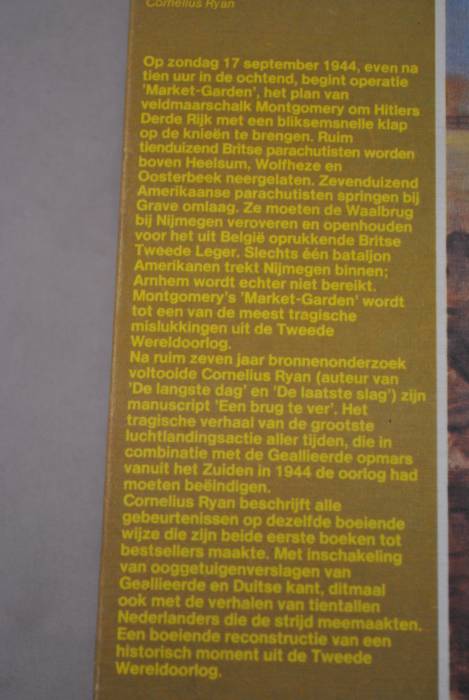 Cornelius Ryan
Op zondag 17 september 1944, even na
tien uur in de ochtend, begint operatie
'Market-Garden', het plan van
veldmaarschalk Montgomery om Hitlers
Derde Rijk met een bliksemsnelle klap
op de knieën te brengen. Ruim
tienduizend Britse parachutisten worden
boven Heelsum, Wolfheze en
Oosterbeek neergelaten. Zevenduizend
Amerikaanse parachutisten springen bij
Grave omlaag. Ze moeten de Waalbrug
bij Nijmegen veroveren en openhouden
voor het uit België oprukkende Britse
Tweede Leger. Slechts één bataljon
Amerikanen trekt Nijmegen binnen;
Arnhem wordt echter niet bereikt.
Montgomery's 'Market-Garden' wordt
tot een van de meest tragische
mislukkingen uit de Tweede
Wereldoorlog.
Na ruim zeven jaar bronnenonderzoek
voltooide Cornelius Ryan (auteur van
'De langste dag' en 'De laatste slag') zijn
manuscript 'Een brug te ver'. Het
tragische verhaal van de grootste
luchtlandingsactie aller tijden, die in
combinatie met de Geallieerde opmars
vanuit het Zuiden in 1944 de oorlog had
moeten beëindigen.
Cornelius Ryan beschrijft alle
gebeurtenissen op dezelfde boeiende
wijze die zijn beide eerste boeken tot
bestsellers maakte. Met inschakeling
van ooggetuigenverslagen van
Geallieerde en Duitse kant, ditmaal
ook met de verhalen van tientallen
Nederlanders die de strijd meemaakten.
Een boeiende reconstructie van een
historisch moment uit de Tweede
Wereldoorlog.